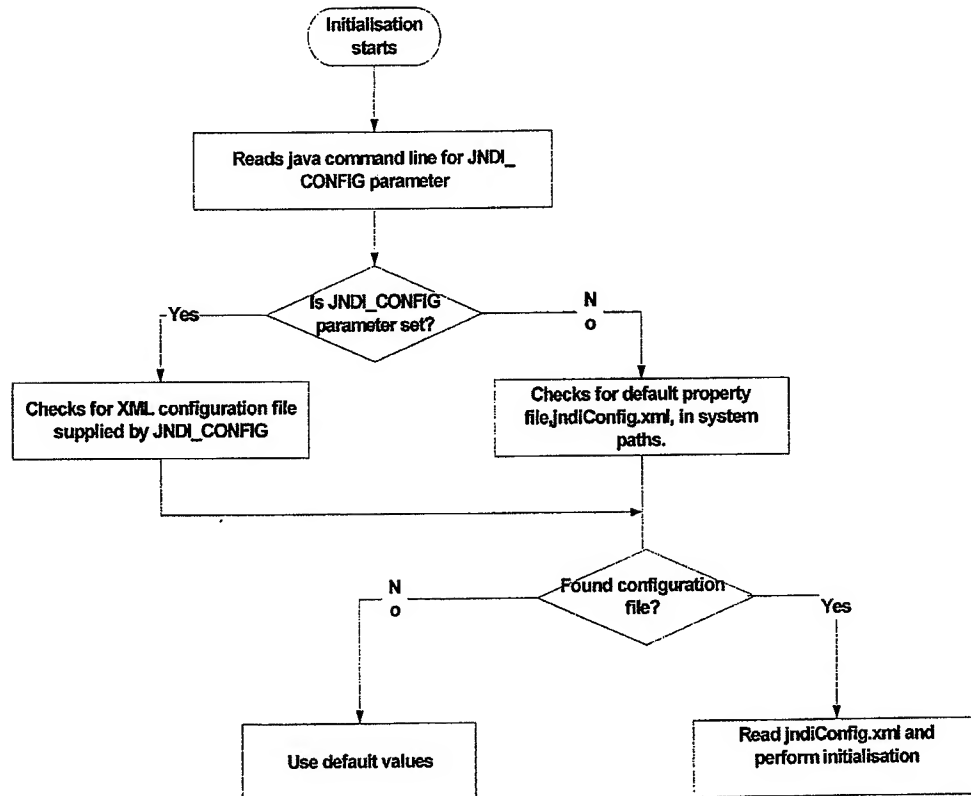 Initialisation
starts
Reads java command line for JNDI_
CONFIG parameter
Is JNDI_CONFIG
parameter set?
Yes
N
o
Checks for XML configuration file
supplied by JNDI_CONFIG
Checks for default property
file,jndiConfig.xml, in system
paths.
Found configuration
file?
N
o
Yes
Use default values
Read jndiConfig.xml and
perform initialisation